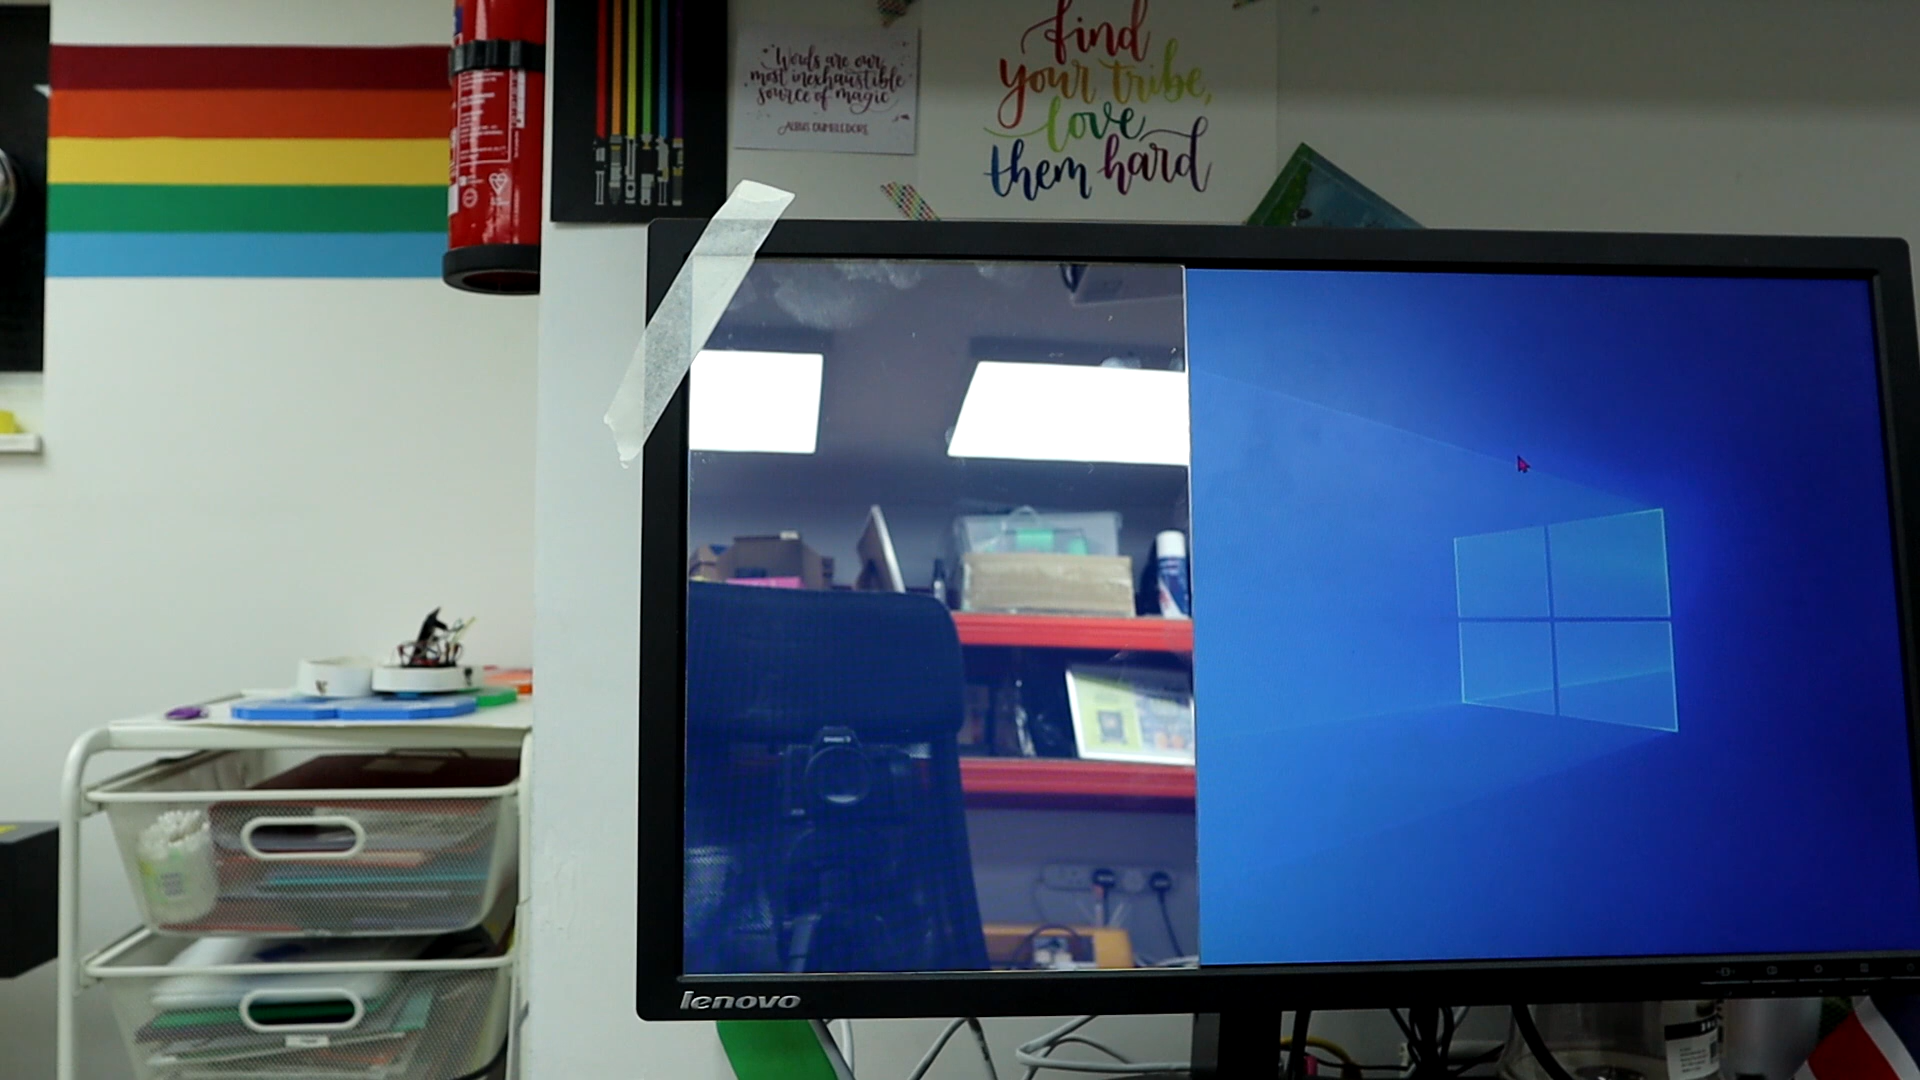 find
your tribe,
love
them hard
Words are our
most inexhaustible
source of magic
ALBUS DUMBLEDORE
lenovo